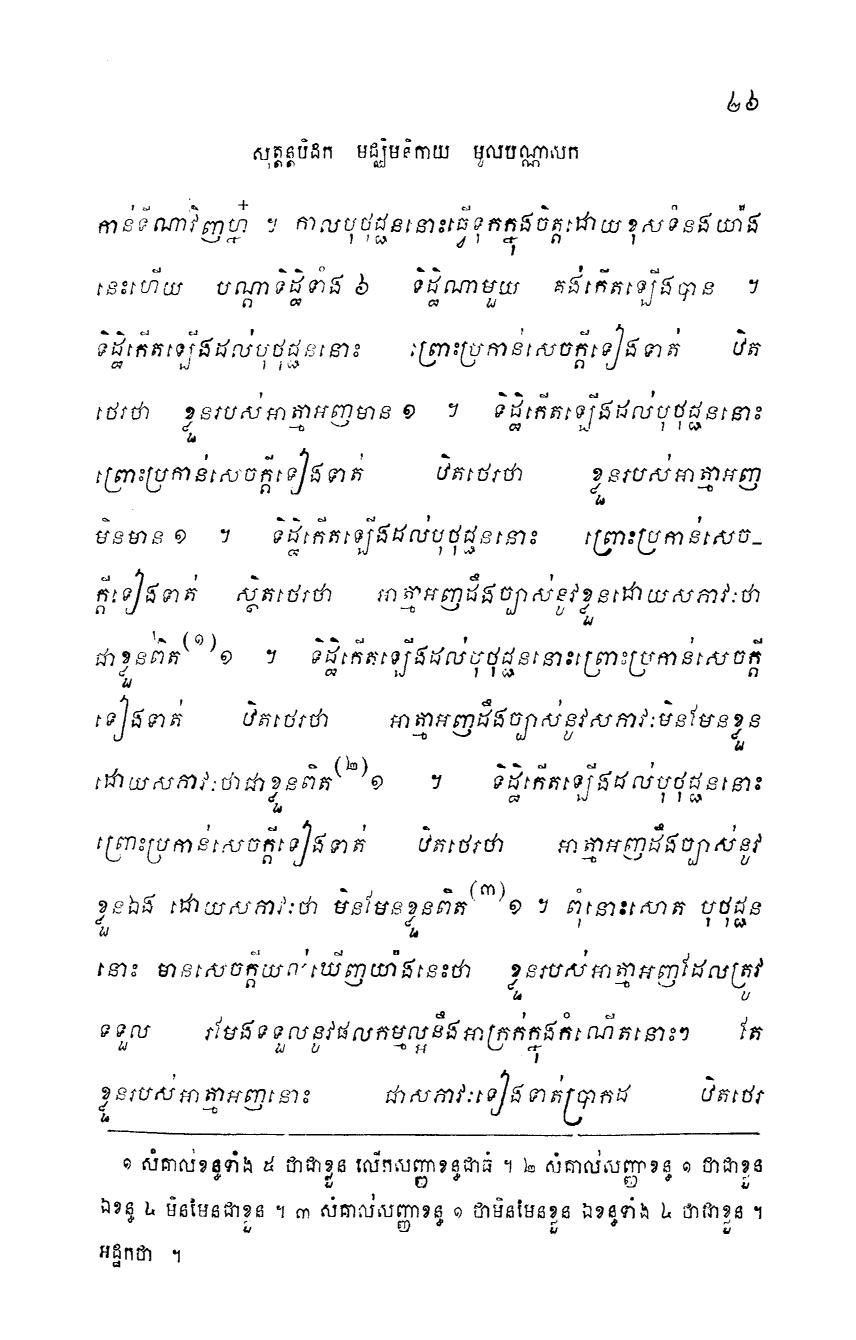 ២៦
សុត្តន្តបិដក មជ្ឈិមនិកាយ មូលបណ្ណាសក
កាន់ទីណាវិញហ្ន៎ ។ កាលបុថុជ្ជននោះធ្វើទុកក្នុងចិត្តដោយខុសទំនងយ៉ាង
នេះហើយ បណ្តាទិដ្ឋិទាំង ៦ ទិដ្ឋិណាមួយ គង់កើតឡើងបាន ។
ទិដ្ឋិកើតឡើងដល់បុថុជ្ជននោះ ព្រោះប្រកាន់សេចក្តីទៀងទាត់ ឋិត
ថេរថា ខ្លួនរបស់អាត្មាអញមាន ១ ។ ទិដ្ឋិកើតឡើងដល់បុថុជ្ជននោះ
ព្រោះប្រកាន់សេចក្តីទៀងទាត់ ឋិតថេរថា ខ្លួនរបស់អាត្មាអញ
មិនមាន ១ ។ ទិដ្ឋិកើតឡើងដល់បុថុជ្ជននោះ ព្រោះប្រកាន់សេច-
ក្តីទៀងទាត់ ស្ថិតថេរថា អាត្មាអញដឹងច្បាស់នូវខ្លួនដោយសភាវៈថា
ជាខ្លួនពិត (១) ១ ។ ទិដ្ឋិកើតឡើងដល់បុថុជ្ជននោះព្រោះប្រកាន់សេចក្តី
ទៀងទាត់ ឋិតថេរថា អាត្មាអញដឹងច្បាស់នូវសភាវៈមិនមែនខ្លួន
ដោយសភាវៈថាជាខ្លួនពិត (២) ១ ។ ទិដ្ឋិកើតឡើងដល់បុថុជ្ជននោះ
ព្រោះប្រកាន់សេចក្តីទៀងទាត់ ឋិតថេរថា អាត្មាអញដឹងច្បាស់នូវ
ខ្លួនឯង ដោយសភាវៈថា មិនមែនខ្លួនពិត (៣) ១ ។ ពុំនោះសោត បុថុជ្ជន
នោះ មានសេចក្តីយល់ឃើញយ៉ាងនេះថា ខ្លួនរបស់អាត្មាអញដែលត្រូវ
ទទួល រមែងទទួលនូវផលកម្មល្អនឹងអាក្រក់ក្នុងកំណើតនោះៗ តែ
ខ្លួនរបស់អាត្មាអញនោះ ជាសភាវៈទៀងទាត់ប្រាកដ ឋិតថេរ
១ សំគាល់ខន្ធទាំង ៥ ថាជាខ្លួន លើកសញ្ញាខន្ធជាធំ ។ ២ សំគាល់សញ្ញាខន្ធ ១ ថាជាខ្លួន
ឯខន្ធ ៤ មិនមែនជាខ្លួន ។ ៣ សំគាល់សញ្ញាខន្ធ ១ ថាមិនមែនខ្លួន ឯខន្ធទាំង ៤ ថាជាខ្លួន ។
អដ្ឋកថា ។